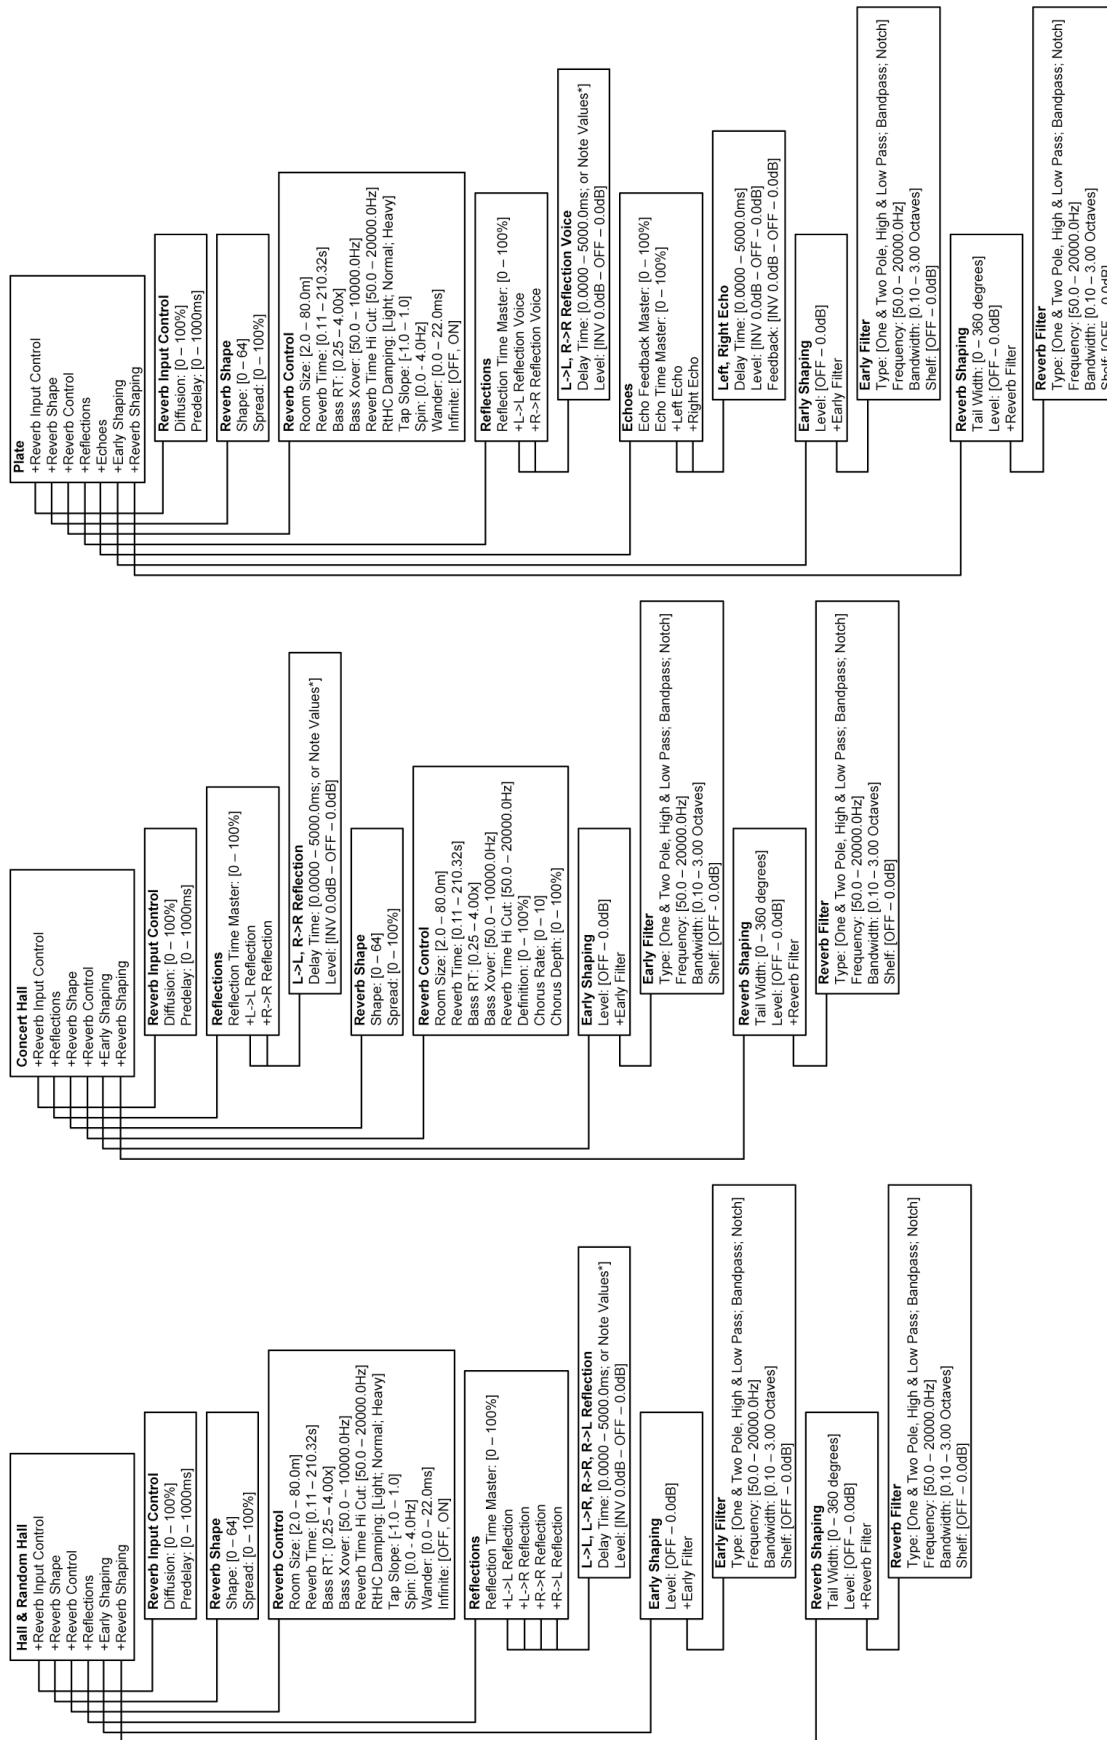 Hall & Random Hall
+Reverb Input Control
+Reverb Shape
+Reverb Control
+Reflections
+Early Shaping
+Reverb Shaping
Reverb Input Control
Diffusion: [0 – 100%]
Predelay: [0 – 1000ms]
Reverb Shape
Shape: [0 – 64]
Spread: [0 – 100%]
Reverb Control
Room Size: [2.0 – 80.0m]
Reverb Time: [0.11 – 210.32s]
Bass RT: [0.25 – 4.00x]
Bass Xover: [50.0 – 10000.0Hz]
Reverb Time Hi Cut: [50.0 – 20000.0Hz]
RtHC Damping: [Light; Normal; Heavy]
Tap Slope: [-1.0 – 1.0]
Spin: [0.0 - 4.0Hz]
Wander: [0.0 – 22.0ms]
Infinite: [OFF, ON]
Reflections
Reflection Time Master: [0 – 100%]
+L->L Reflection
+L->R Reflection
+R->R Reflection
+R->L Reflection
L->L, L->R, R->R, R->L Reflection
Delay Time: [0.0000 – 5000.0ms; or Note Values*]
Level: [INV 0.0dB – OFF – 0.0dB]
Early Shaping
Level: [OFF – 0.0dB]
+Early Filter
Early Filter
Type: [One & Two Pole, High & Low Pass; Bandpass; Notch]
Frequency: [50.0 – 20000.0Hz]
Bandwidth: [0.10 – 3.00 Octaves]
Shelf: [OFF – 0.0dB]
Reverb Shaping
Tail Width: [0 – 360 degrees]
Level: [OFF – 0.0dB]
+Reverb Filter
Reverb Filter
Type: [One & Two Pole, High & Low Pass; Bandpass; Notch]
Frequency: [50.0 – 20000.0Hz]
Bandwidth: [0.10 – 3.00 Octaves]
Shelf: [OFF – 0.0dB]
Concert Hall
+Reverb Input Control
+Reflections
+Reverb Shape
+Reverb Control
+Early Shaping
+Reverb Shaping
Reverb Input Control
Diffusion: [0 – 100%]
Predelay: [0 – 1000ms]
Reflections
Reflection Time Master: [0 – 100%]
+L->L Reflection
+R->R Reflection
L->L, R->R Reflection
Delay Time: [0.0000 – 5000.0ms; or Note Values*]
Level: [INV 0.0dB – OFF – 0.0dB]
Reverb Shape
Shape: [0 – 64]
Spread: [0 – 100%]
Reverb Control
Room Size: [2.0 – 80.0m]
Reverb Time: [0.11 – 210.32s]
Bass RT: [0.25 – 4.00x]
Bass Xover: [50.0 – 10000.0Hz]
Reverb Time Hi Cut: [50.0 – 20000.0Hz]
Definition: [0 – 100%]
Chorus Rate: [0 – 10]
Chorus Depth: [0 – 100%]
Early Shaping
Level: [OFF – 0.0dB]
+Early Filter
Early Filter
Type: [One & Two Pole, High & Low Pass; Bandpass; Notch]
Frequency: [50.0 – 20000.0Hz]
Bandwidth: [0.10 – 3.00 Octaves]
Shelf: [OFF - 0.0dB]
Reverb Shaping
Tail Width: [0 – 360 degrees]
Level: [OFF – 0.0dB]
+Reverb Filter
Reverb Filter
Type: [One & Two Pole, High & Low Pass; Bandpass; Notch]
Frequency: [50.0 – 20000.0Hz]
Bandwidth: [0.10 – 3.00 Octaves]
Shelf: [OFF – 0.0dB]
Plate
+Reverb Input Control
+Reverb Shape
+Reverb Control
+Reflections
+Echoes
+Early Shaping
+Reverb Shaping
Reverb Input Control
Diffusion: [0 – 100%]
Predelay: [0 – 1000ms]
Reverb Shape
Shape: [0 – 64]
Spread: [0 – 100%]
Reverb Control
Room Size: [2.0 – 80.0m]
Reverb Time: [0.11 – 210.32s]
Bass RT: [0.25 – 4.00x]
Bass Xover: [50.0 – 10000.0Hz]
Reverb Time Hi Cut: [50.0 – 20000.0Hz]
RtHC Damping: [Light; Normal; Heavy]
Tap Slope: [-1.0 – 1.0]
Spin: [0.0 - 4.0Hz]
Wander: [0.0 – 22.0ms]
Infinite: [OFF, ON]
Reflections
Reflection Time Master: [0 – 100%]
+L->L Reflection Voice
+R->R Reflection Voice
L->L, R->R Reflection Voice
Delay Time: [0.0000 – 5000.0ms; or Note Values*]
Level: [INV 0.0dB – OFF – 0.0dB]
Echoes
Echo Feedback Master: [0 – 100%]
Echo Time Master: [0 – 100%]
+Left Echo
+Right Echo
Left, Right Echo
Delay Time: [0.0000 – 5000.0ms]
Level: [INV 0.0dB – OFF – 0.0dB]
Feedback: [INV 0.0dB – OFF – 0.0dB]
Early Shaping
Level: [OFF – 0.0dB]
+Early Filter
Early Filter
Type: [One & Two Pole, High & Low Pass; Bandpass; Notch]
Frequency: [50.0 – 20000.0Hz]
Bandwidth: [0.10 – 3.00 Octaves]
Shelf: [OFF – 0.0dB]
Reverb Shaping
Tail Width: [0 – 360 degrees]
Level: [OFF – 0.0dB]
+Reverb Filter
Reverb Filter
Type: [One & Two Pole, High & Low Pass; Bandpass; Notch]
Frequency: [50.0 – 20000.0Hz]
Bandwidth: [0.10 – 3.00 Octaves]
Shelf: [OFF – 0.0dB]